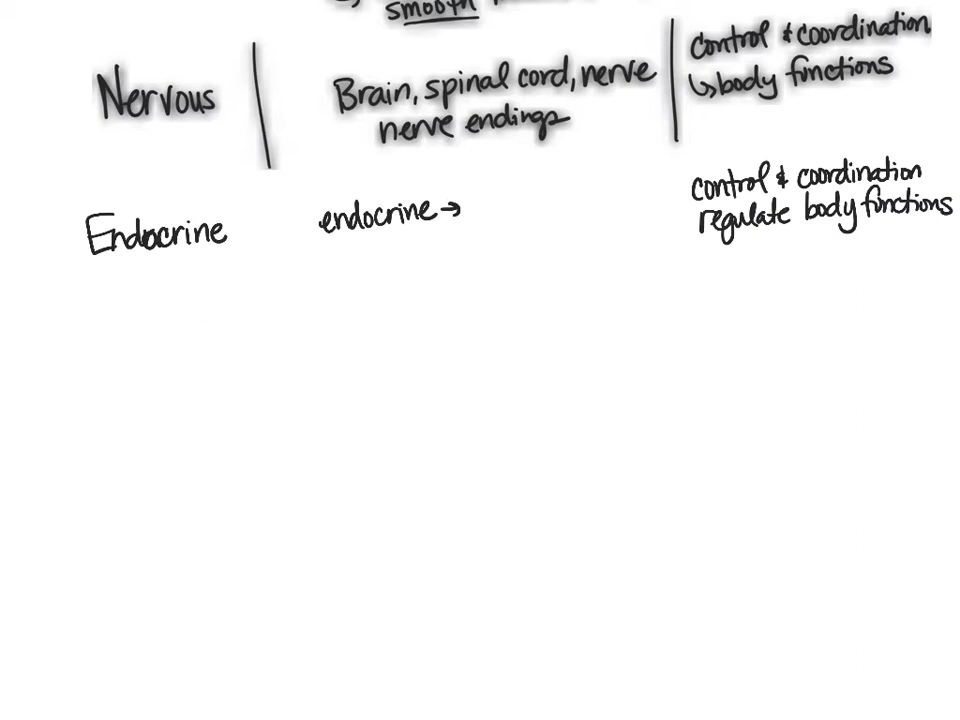 smooth
Nervous
Brain, spinal cord, nerve
nerve endings
control & coordination
↳ body functions
Endocrine
endocrine →
control & coordination
regulate body functions